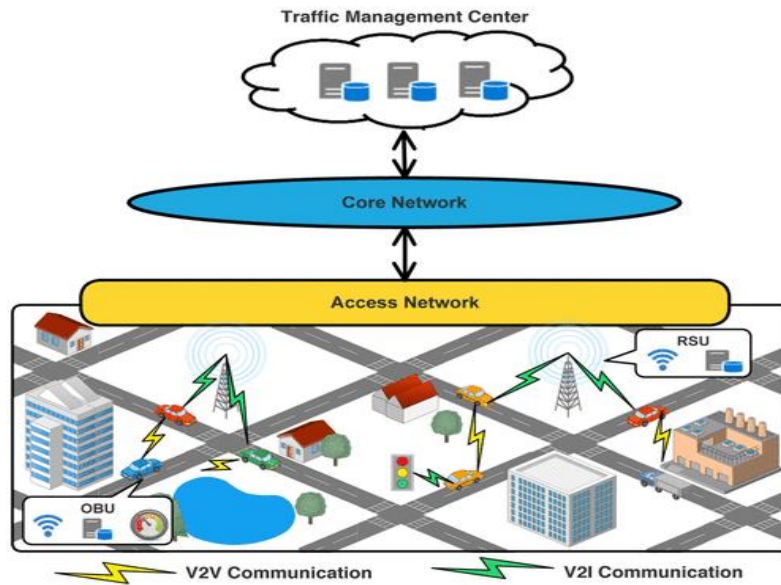 Traffic Management Center
Core Network
Access Network
RSU
OBU
V2V Communication
V2I Communication